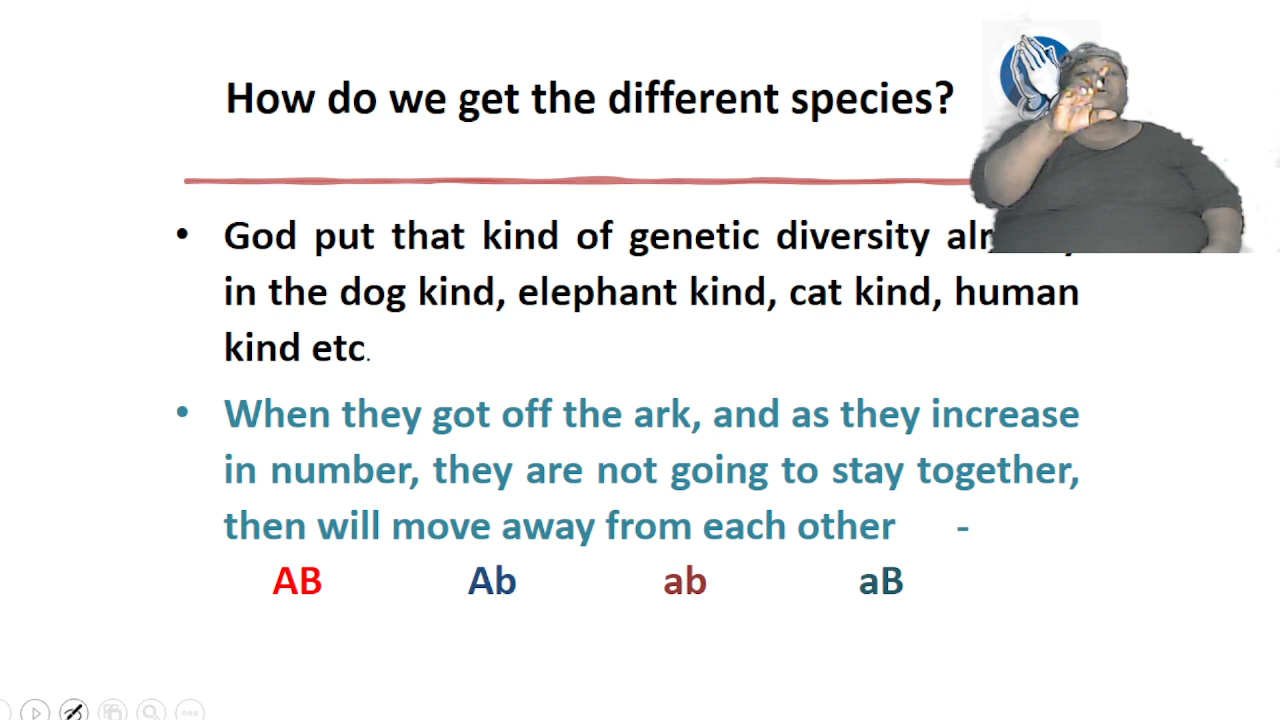 How do we get the different species?
• God put that kind of genetic diversity
in the dog kind, elephant kind, cat kind, human
kind etc.
• When they got off the ark, and as they increase
in number, they are not going to stay together,
then will move away from each other -
AB Ab ab aB